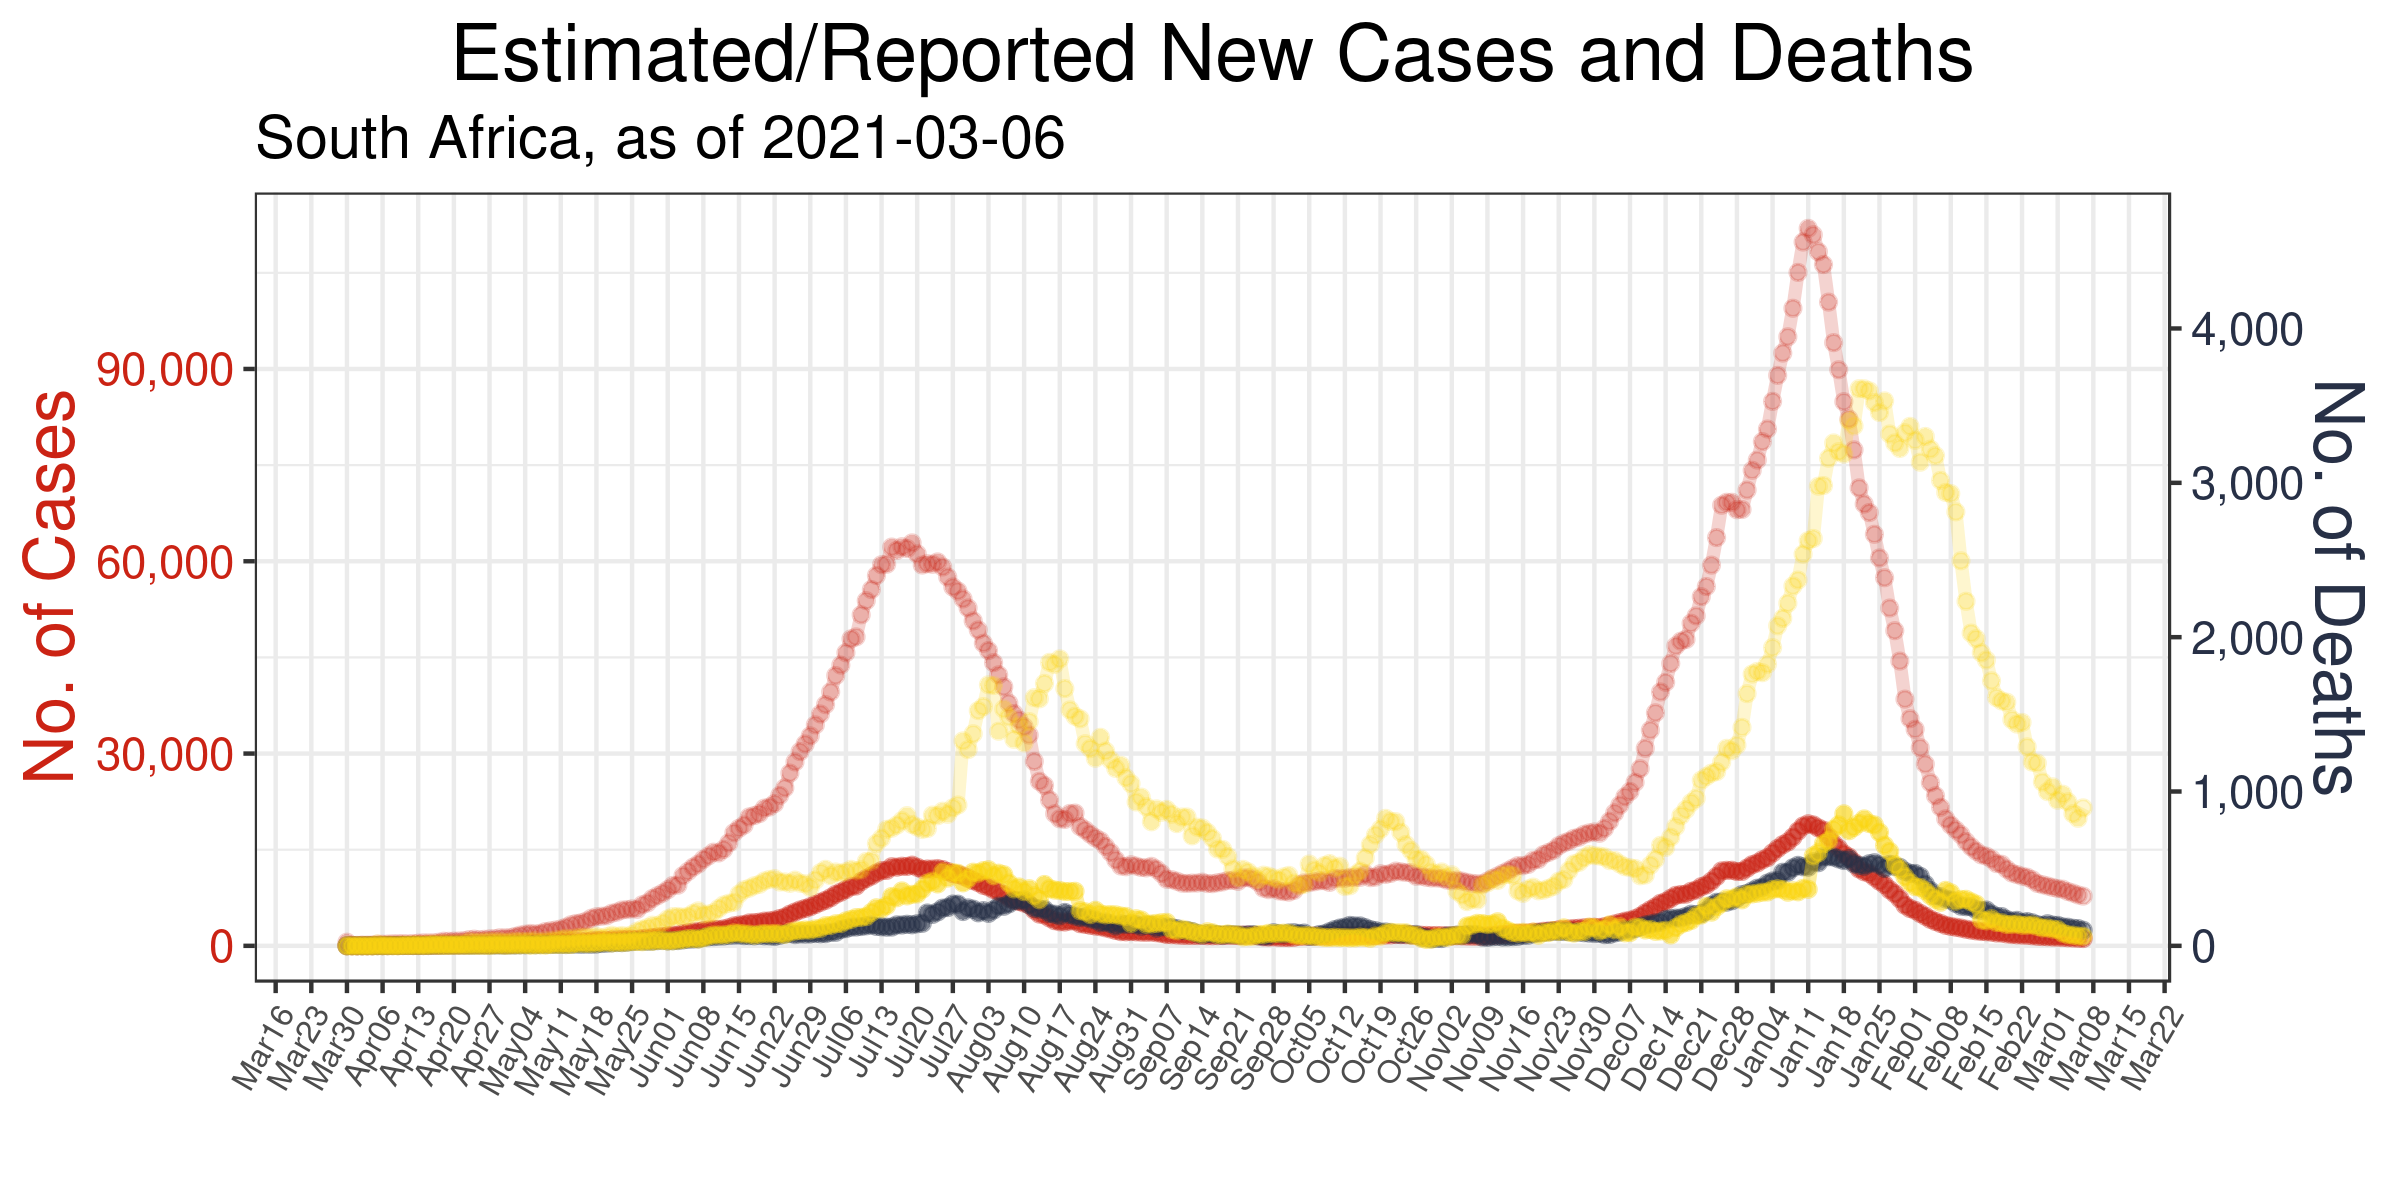 Estimated/Reported New Cases and Deaths
South Africa, as of 2021-03-06
No. of Cases
90,000
60,000
30,000
0
4,000
3,000
2,000
1,000
0
No. of Deaths
Mar16
Mar23
Mar30
Apr06
Apr13
Apr20
Apr27
May04
May11
May18
May25
Jun01
Jun08
Jun15
Jun22
Jun29
Jul06
Jul13
Jul20
Jul27
Aug03
Aug10
Aug17
Aug24
Aug31
Sep07
Sep14
Sep21
Sep28
Oct05
Oct12
Oct19
Oct26
Nov02
Nov09
Nov16
Nov23
Nov30
Dec07
Dec14
Dec21
Dec28
Jan04
Jan11
Jan18
Jan25
Feb01
Feb08
Feb15
Feb22
Mar01
Mar08
Mar15
Mar22